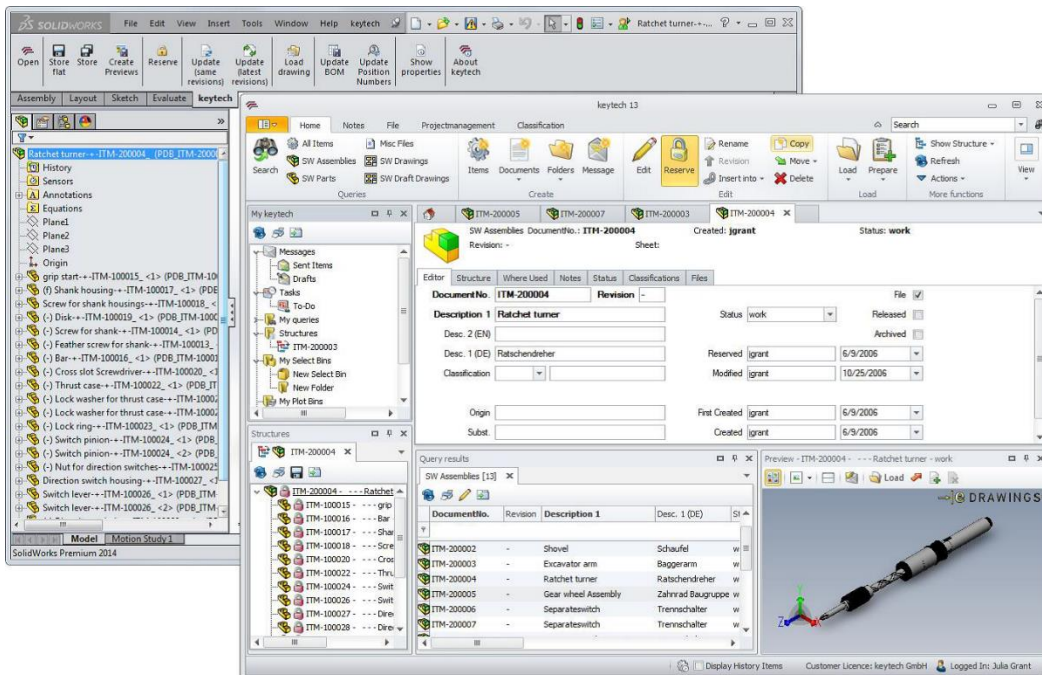 SOLIDWORKS File Edit View Insert Tools Window Help keytech Ratchet turner-+-...
Open Store flat Store Create Previews Reserve Update (same revisions) Update (latest revisions) Load drawing Update BOM Update Position Numbers Show properties About keytech
Assembly Layout Sketch Evaluate keytech
Ratchet turner-+-ITM-200004_ (PDB_ITM-2000
History
Sensors
Annotations
Equations
Plane1
Plane2
Plane3
Origin
grip start-+-ITM-100015_ <1> (PDB_ITM-10
(f) Shank housing-+-ITM-100017_ <1> (PDE
Screw for shank housings-+-ITM-100018_ <
(-) Disk-+-ITM-100019_ <1> (PDB_ITM-100C
(-) Screw for shank-+-ITM-100014_ <1> (PD
(-) Feather screw for shank-+-ITM-100013_
(-) Bar-+-ITM-100016_ <1> (PDB_ITM-10001
(-) Cross slot Screwdriver-+-ITM-100020_ <1
(-) Thrust case-+-ITM-100022_ <1> (PDB_IT
(-) Lock washer for thrust case-+-ITM-1000
(-) Lock washer for thrust case-+-ITM-1000
(-) Lock ring-+-ITM-100023_ <1> (PDB_ITM
(-) Switch pinion-+-ITM-100024_ <1> (PDB_
(-) Switch pinion-+-ITM-100024_ <2> (PDB_
(-) Nut for direction switches-+-ITM-100025
Direction switch housing-+-ITM-100027_ <1
Switch lever-+-ITM-100026_ <1> (PDB_ITM-
Switch lever-+-ITM-100026_ <2> (PDB_ITM-
Model Motion Study 1
SolidWorks Premium 2014
keytech 13
Home Notes File Projectmanagement Classification Search
Search
All Items Misc Files
SW Assemblies SW Drawings
SW Parts SW Draft Drawings
Queries
Items Documents Folders Message
Create
Edit Reserve
Rename Copy
Revision Move
Insert into Delete
Edit
Load Prepare
Load
Show Structure
Refresh
Actions
More functions
View
My keytech
Messages
Sent Items
Drafts
Tasks
To-Do
My queries
Structures
ITM-200003
My Select Bins
New Select Bin
New Folder
My Plot Bins
Structures
ITM-200004
ITM-200004 - - - - Ratchet
ITM-100015 - - - - grip
ITM-100016 - - - - Bar
ITM-100017 - - - - Shar
ITM-100018 - - - - Scre
ITM-100020 - - - - Cros
ITM-100022 - - - - Thru
ITM-100024 - - - - Swit
ITM-100026 - - - - Swit
ITM-100027 - - - - Dire
ITM-100028 - - - - Dire
ITM-200005 ITM-200007 ITM-200003 ITM-200004
SW Assemblies DocumentNo.: ITM-200004 Created: jgrant Status: work
Revision: - Sheet:
Editor Structure Where Used Notes Status Classifications Files
DocumentNo. ITM-200004 Revision - File
Description 1 Ratchet turner Status work Released
Desc. 2 (EN) Archived
Desc. 1 (DE) Ratschendreher Reserved jgrant 6/9/2006
Classification Modified jgrant 10/25/2006
Origin First Created jgrant 6/9/2006
Subst. Created jgrant 6/9/2006
Query results
SW Assemblies [13]
DocumentNo. Revision Description 1 Desc. 1 (DE) St
ITM-200002 - Shovel Schaufel w
ITM-200003 - Excavator arm Baggerarm w
ITM-200004 - Ratchet turner Ratschendreher w
ITM-200005 - Gear wheel Assembly Zahnrad Baugruppe w
ITM-200006 - Separateswitch Trennschalter w
ITM-200007 - Separateswitch Trennschalter w
Preview - ITM-200004 - - - - Ratchet turner - work
Load
DRAWINGS
Z X
Display History Items Customer Licence: keytech GmbH Logged In: Julia Grant